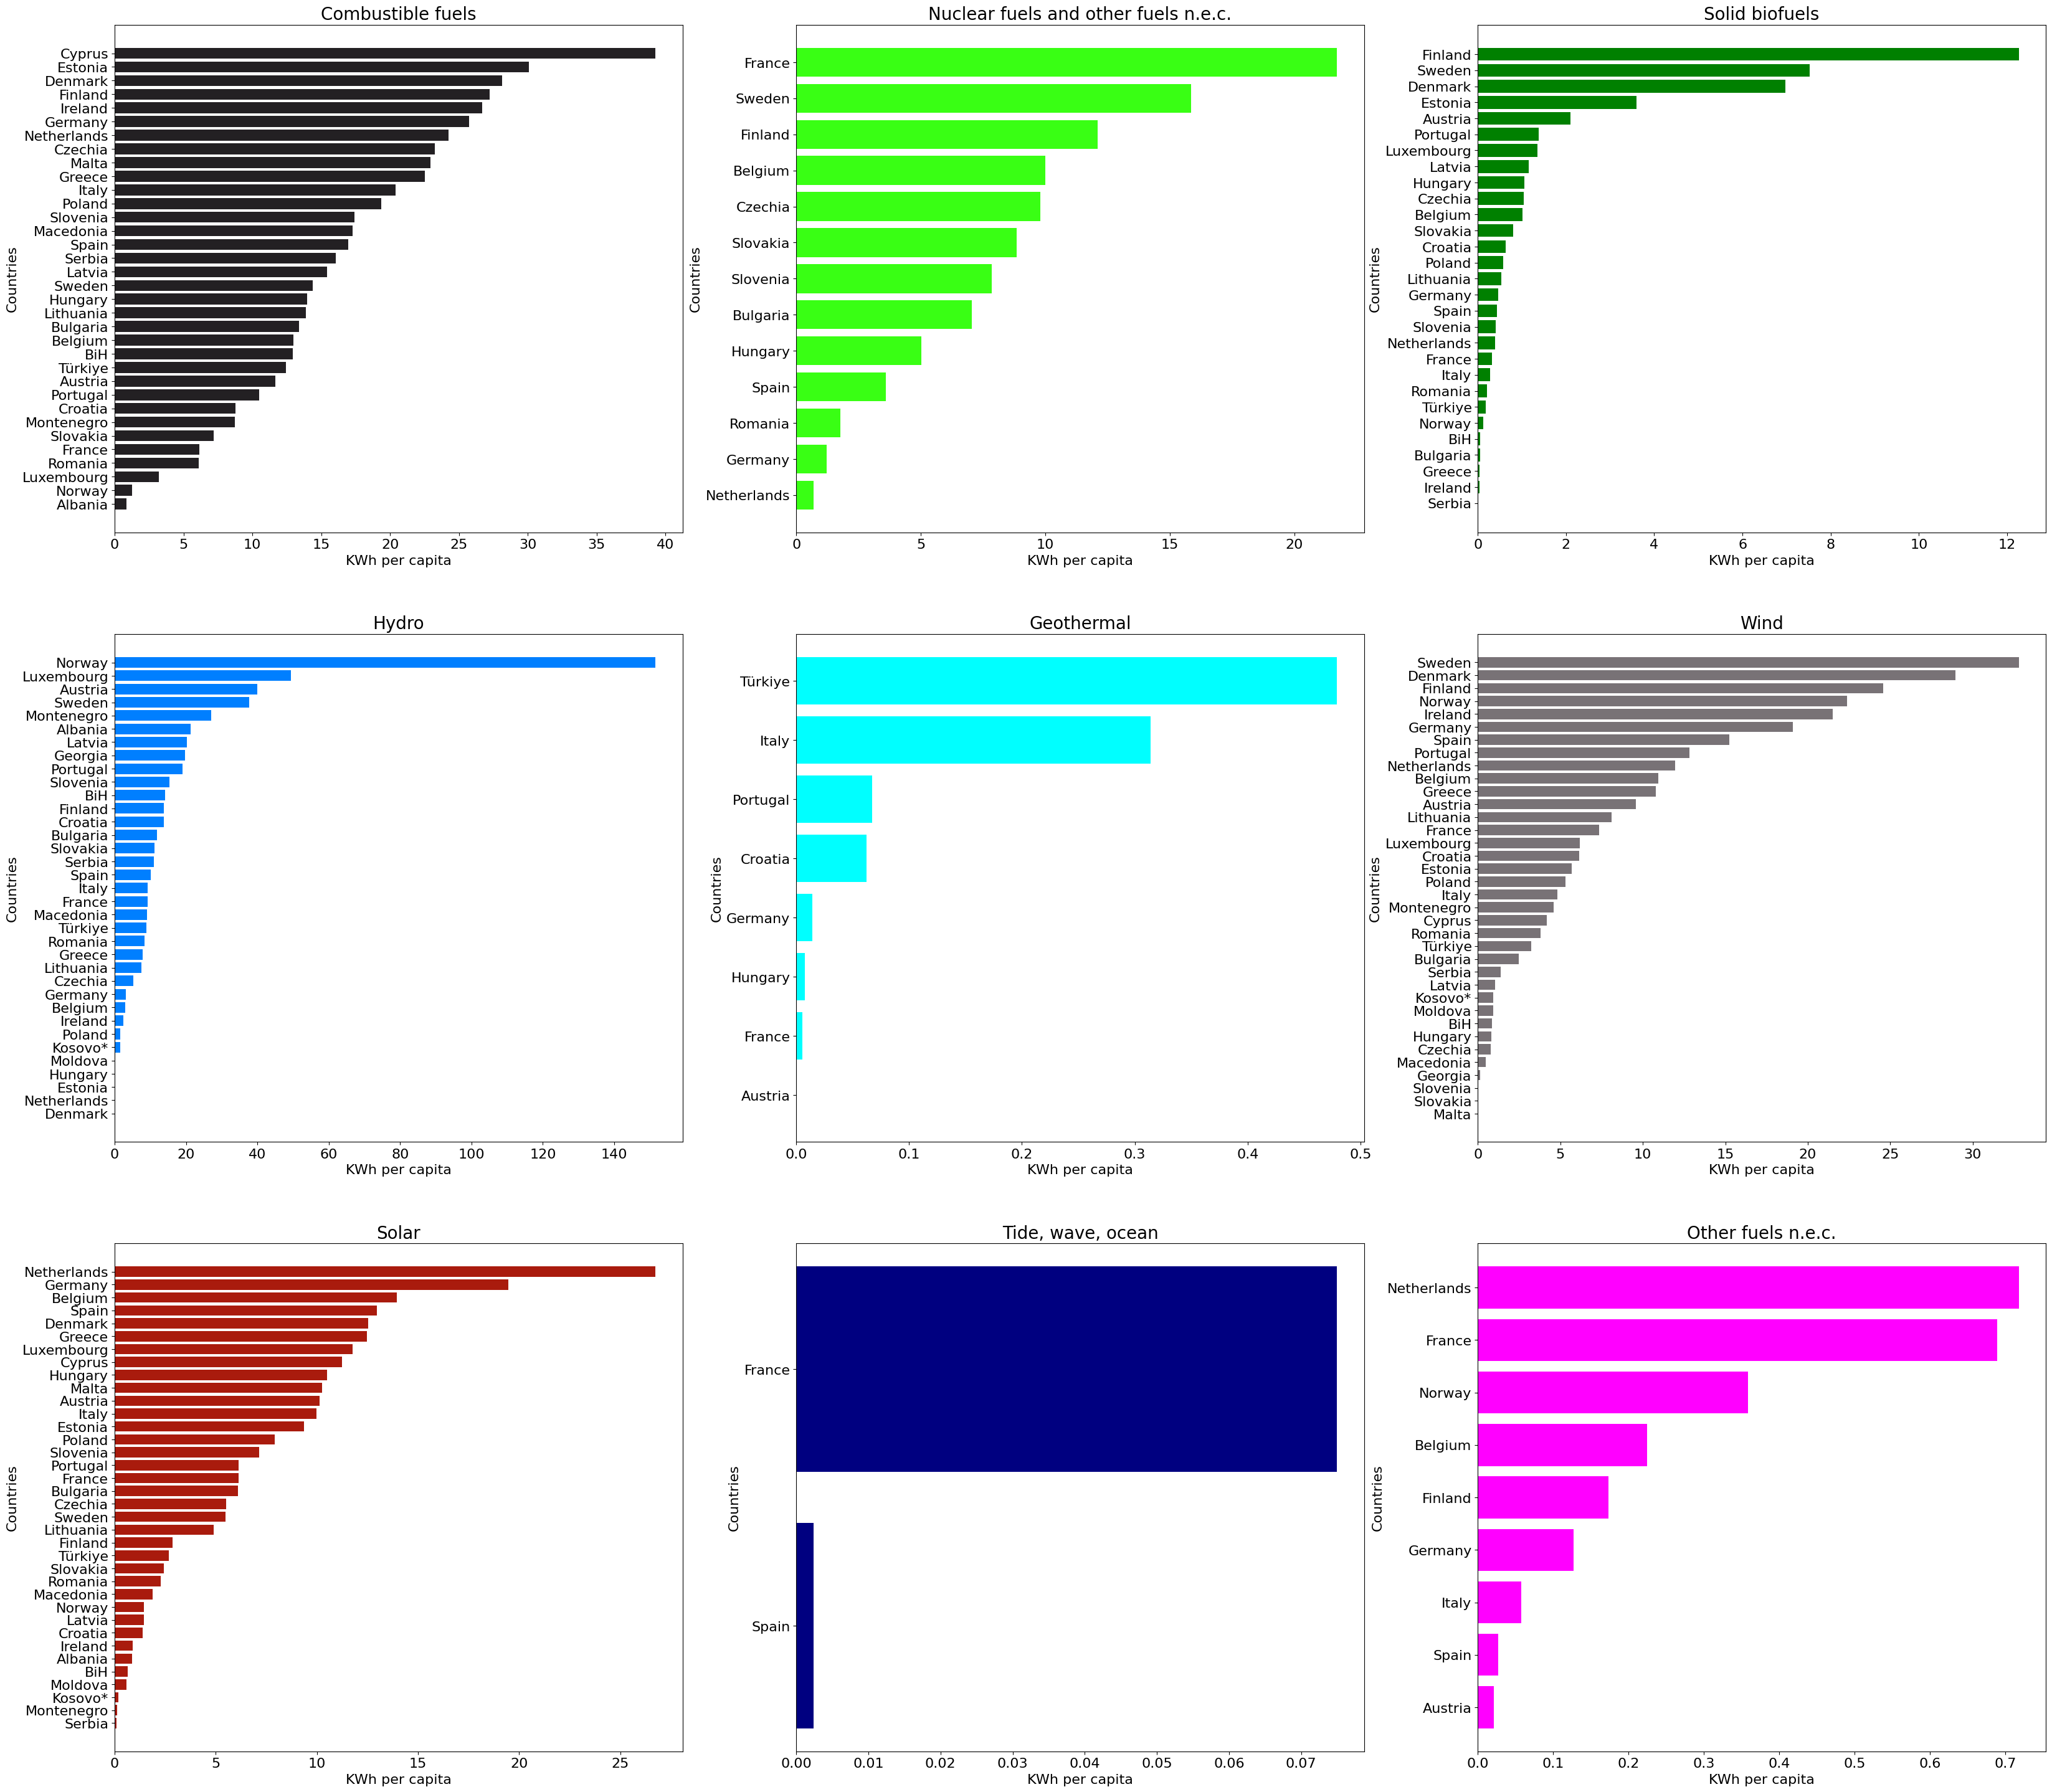 Combustible fuels
Countries
Cyprus
Estonia
Denmark
Finland
Ireland
Germany
Netherlands
Czechia
Malta
Greece
Italy
Poland
Slovenia
Macedonia
Spain
Serbia
Latvia
Sweden
Hungary
Lithuania
Bulgaria
Belgium
BiH
Türkiye
Austria
Portugal
Croatia
Montenegro
Slovakia
France
Romania
Luxembourg
Norway
Albania
0 5 10 15 20 25 30 35 40
KWh per capita
Nuclear fuels and other fuels n.e.c.
Countries
France
Sweden
Finland
Belgium
Czechia
Slovakia
Slovenia
Bulgaria
Hungary
Spain
Romania
Germany
Netherlands
0 5 10 15 20
KWh per capita
Solid biofuels
Countries
Finland
Sweden
Denmark
Estonia
Austria
Portugal
Luxembourg
Latvia
Hungary
Czechia
Belgium
Slovakia
Croatia
Poland
Lithuania
Germany
Spain
Slovenia
Netherlands
France
Italy
Romania
Türkiye
Norway
BiH
Bulgaria
Greece
Ireland
Serbia
0 2 4 6 8 10 12
KWh per capita
Hydro
Countries
Norway
Luxembourg
Austria
Sweden
Montenegro
Albania
Latvia
Georgia
Portugal
Slovenia
BiH
Finland
Croatia
Bulgaria
Slovakia
Serbia
Spain
Italy
France
Macedonia
Türkiye
Romania
Greece
Lithuania
Czechia
Germany
Belgium
Ireland
Poland
Kosovo*
Moldova
Hungary
Estonia
Netherlands
Denmark
0 20 40 60 80 100 120 140
KWh per capita
Geothermal
Countries
Türkiye
Italy
Portugal
Croatia
Germany
Hungary
France
Austria
0.0 0.1 0.2 0.3 0.4 0.5
KWh per capita
Wind
Countries
Sweden
Denmark
Finland
Norway
Ireland
Germany
Spain
Portugal
Netherlands
Belgium
Greece
Austria
Lithuania
France
Luxembourg
Croatia
Estonia
Poland
Italy
Montenegro
Cyprus
Romania
Türkiye
Bulgaria
Serbia
Latvia
Kosovo*
Moldova
BiH
Hungary
Czechia
Macedonia
Georgia
Slovenia
Slovakia
Malta
0 5 10 15 20 25 30
KWh per capita
Solar
Countries
Netherlands
Germany
Belgium
Spain
Denmark
Greece
Luxembourg
Cyprus
Hungary
Malta
Austria
Italy
Estonia
Poland
Slovenia
Portugal
France
Bulgaria
Czechia
Sweden
Lithuania
Finland
Türkiye
Slovakia
Romania
Macedonia
Norway
Latvia
Croatia
Ireland
Albania
BiH
Moldova
Kosovo*
Montenegro
Serbia
0 5 10 15 20 25
KWh per capita
Tide, wave, ocean
Countries
France
Spain
0.00 0.01 0.02 0.03 0.04 0.05 0.06 0.07
KWh per capita
Other fuels n.e.c.
Countries
Netherlands
France
Norway
Belgium
Finland
Germany
Italy
Spain
Austria
0.0 0.1 0.2 0.3 0.4 0.5 0.6 0.7
KWh per capita